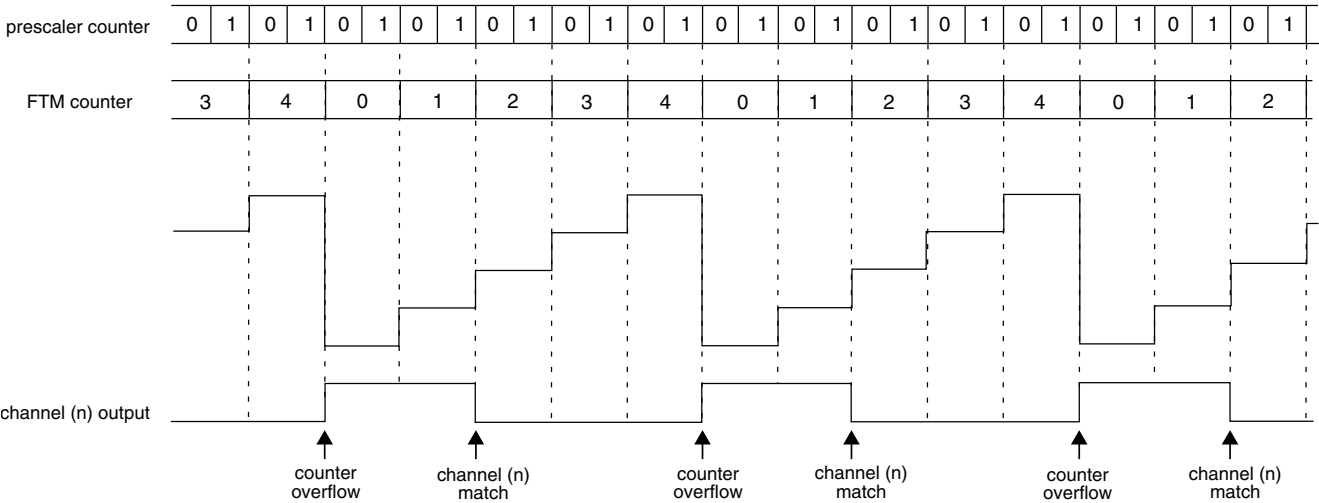 prescaler counter 0 1 0 1 0 1 0 1 0 1 0 1 0 1 0 1 0 1 0 1 0 1 0 1 0 1 0 1 0 1
FTM counter 3 4 0 1 2 3 4 0 1 2 3 4 0 1 2
channel (n) output
counter overflow
channel (n) match
counter overflow
channel (n) match
counter overflow
channel (n) match